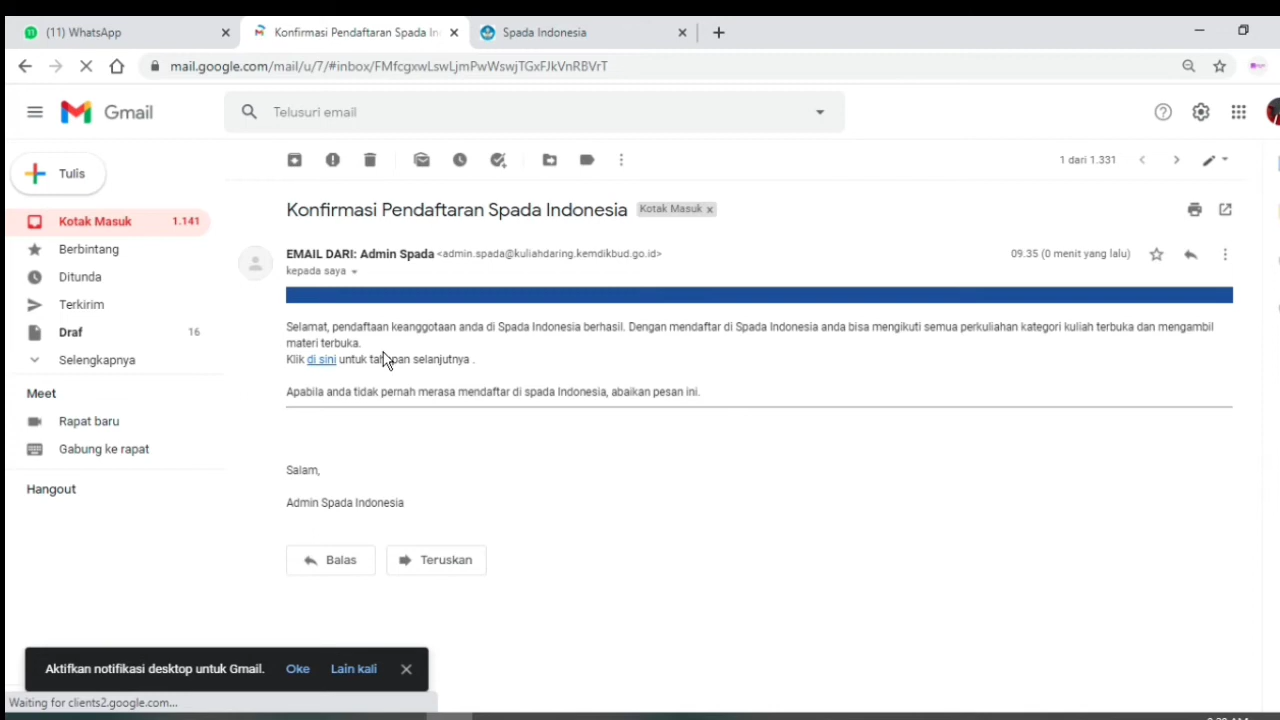 (11) WhatsApp
Konfirmasi Pendaftaran Spada In
Spada Indonesia
mail.google.com/mail/u/7/#inbox/FMfcgxwLswLjmPwWswjTGxFJkVnRBVrT
Gmail
Telusuri email
Tulis
1 dari 1.331
Konfirmasi Pendaftaran Spada Indonesia
Kotak Masuk x
Kotak Masuk 1.141
Berbintang
Ditunda
Terkirim
Draf 16
Selengkapnya
Meet
Rapat baru
Gabung ke rapat
Hangout
EMAIL DARI: Admin Spada <admin.spada@kuliahdaring.kemdikbud.go.id>
09.35 (0 menit yang lalu)
kepada saya
Selamat, pendaftaan keanggotaan anda di Spada Indonesia berhasil. Dengan mendaftar di Spada Indonesia anda bisa mengikuti semua perkuliahan kategori kuliah terbuka dan mengambil
materi terbuka.
Klik di sini untuk tahapan selanjutnya .
Apabila anda tidak pernah merasa mendaftar di spada Indonesia, abaikan pesan ini.
Salam,
Admin Spada Indonesia
Balas
Teruskan
Aktifkan notifikasi desktop untuk Gmail. Oke Lain kali
Waiting for clients2.google.com...